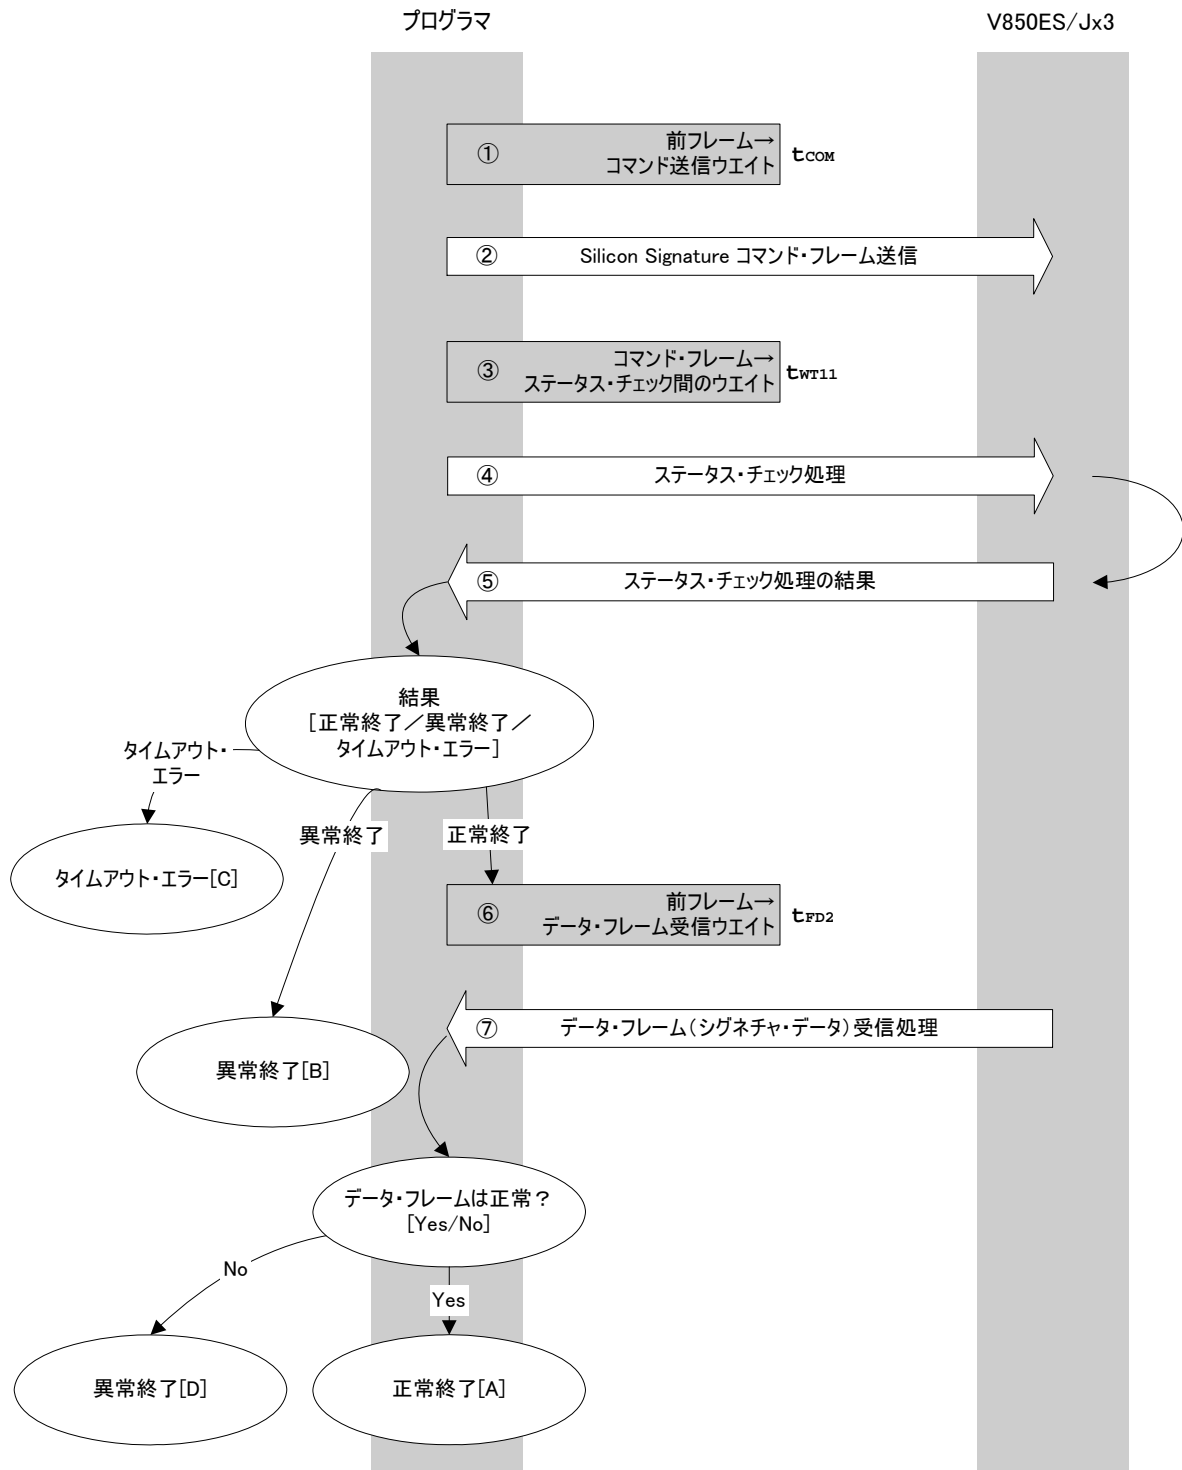 プログラマ
V850ES/Jx3
① 前フレーム→
コマンド送信ウエイト
tCOM
② Silicon Signature コマンド・フレーム送信
③ コマンド・フレーム→
ステータス・チェック間のウエイト
tWT11
④ ステータス・チェック処理
⑤ ステータス・チェック処理の結果
結果
[正常終了／異常終了／
タイムアウト・エラー]
タイムアウト・
エラー
異常終了
正常終了
タイムアウト・エラー[C]
⑥ 前フレーム→
データ・フレーム受信ウエイト
tFD2
⑦ データ・フレーム（シグネチャ・データ）受信処理
異常終了[B]
データ・フレームは正常？
[Yes/No]
No
Yes
異常終了[D]
正常終了[A]